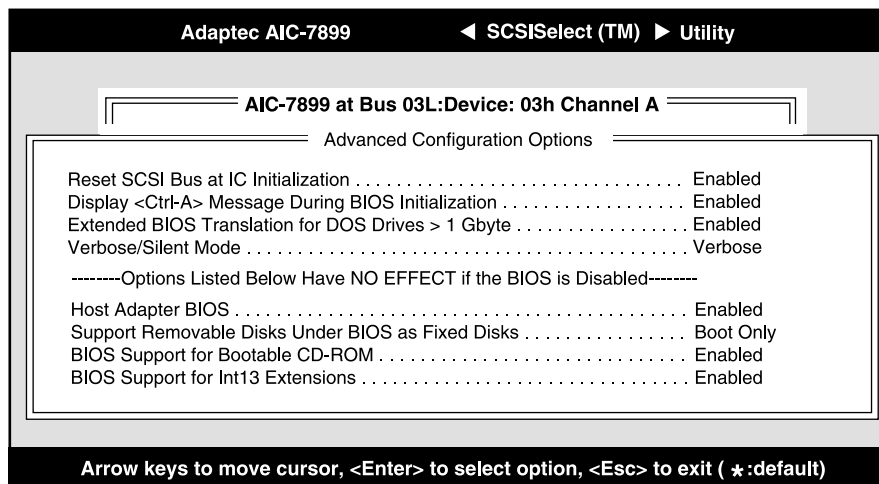 Adaptec AIC-7899 ◄ SCSISelect (TM) ► Utility
AIC-7899 at Bus 03L:Device: 03h Channel A
Advanced Configuration Options
Reset SCSI Bus at IC Initialization . . . . . . . . . . . . . . . . . . . . . . . . . . . . . . . . Enabled
Display <Ctrl-A> Message During BIOS Initialization . . . . . . . . . . . . . . . . . . Enabled
Extended BIOS Translation for DOS Drives > 1 Gbyte . . . . . . . . . . . . . . . . . Enabled
Verbose/Silent Mode . . . . . . . . . . . . . . . . . . . . . . . . . . . . . . . . . . . . . . . . . . . Verbose
--------Options Listed Below Have NO EFFECT if the BIOS is Disabled--------
Host Adapter BIOS . . . . . . . . . . . . . . . . . . . . . . . . . . . . . . . . . . . . . . . . . . . . Enabled
Support Removable Disks Under BIOS as Fixed Disks . . . . . . . . . . . . . . . . Boot Only
BIOS Support for Bootable CD-ROM . . . . . . . . . . . . . . . . . . . . . . . . . . . . . . Enabled
BIOS Support for Int13 Extensions . . . . . . . . . . . . . . . . . . . . . . . . . . . . . . . . Enabled
Arrow keys to move cursor, <Enter> to select option, <Esc> to exit ( *:default)